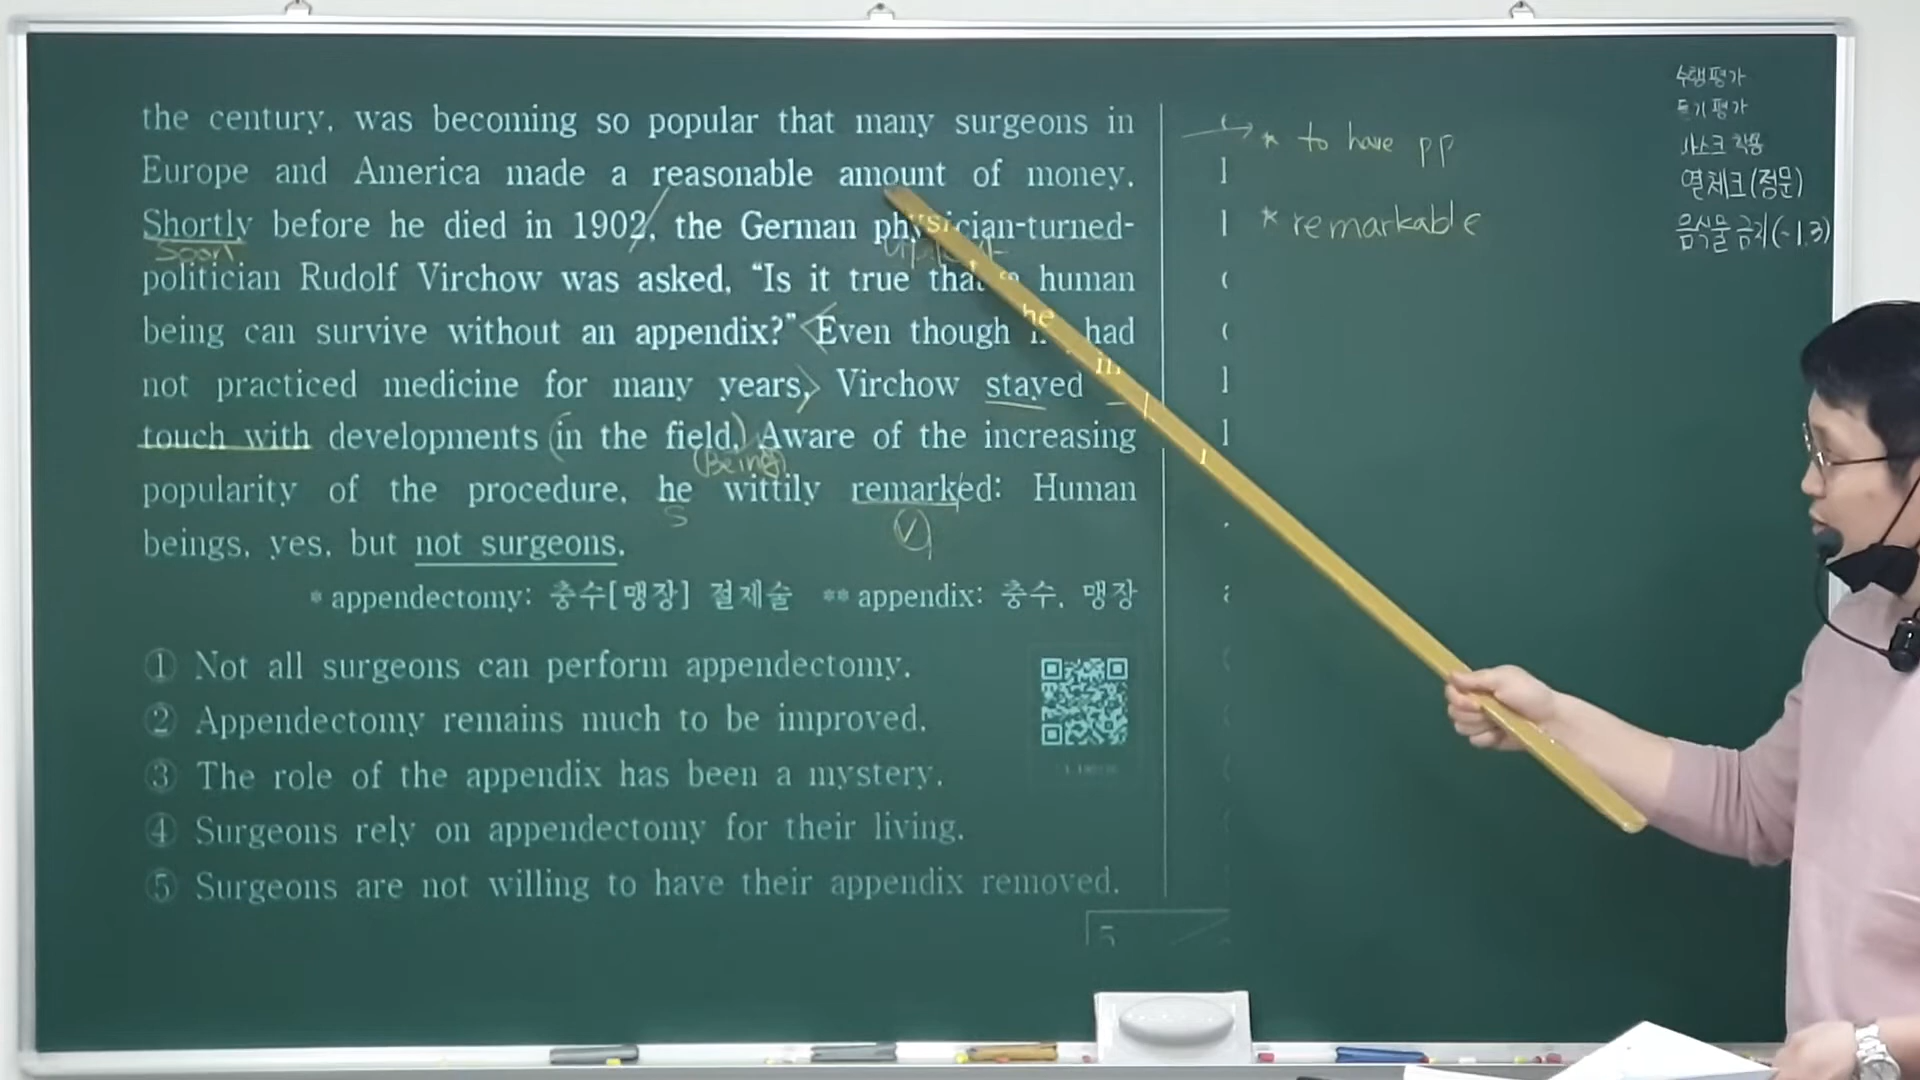 the century, was becoming so popular that many surgeons in
Europe and America made a reasonable amount of money.
Shortly before he died in 1902, the German physician-turned-
Soon
politician Rudolf Virchow was asked, “Is it true that a human
being can survive without an appendix?” Even though he had
not practiced medicine for many years, Virchow stayed in
touch with developments (in the field.) Aware of the increasing
(Being)
popularity of the procedure, he wittily remarked: Human
S
V
beings, yes, but not surgeons.
* appendectomy: 충수[맹장] 절제술 ** appendix: 충수, 맹장
① Not all surgeons can perform appendectomy.
② Appendectomy remains much to be improved.
③ The role of the appendix has been a mystery.
④ Surgeons rely on appendectomy for their living.
⑤ Surgeons are not willing to have their appendix removed.
5
* to have pp
* remarkable
수행평가
듣기평가
마스크 착용
열체크(정문)
음식물 금지(-1.3)